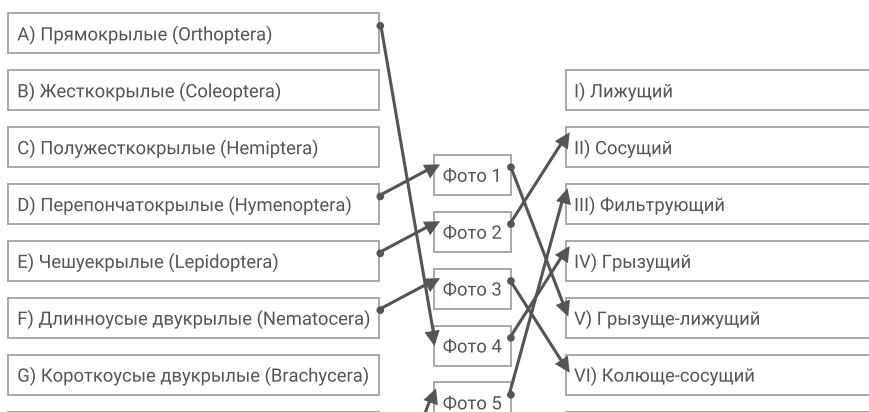 A) Прямокрылые (Orthoptera)
B) Жесткокрылые (Coleoptera)
C) Полужесткокрылые (Hemiptera)
D) Перепончатокрылые (Hymenoptera)
E) Чешуекрылые (Lepidoptera)
F) Длинноусые двукрылые (Nematocera)
G) Короткоусые двукрылые (Brachycera)
Фото 1
Фото 2
Фото 3
Фото 4
Фото 5
I) Лижущий
II) Сосущий
III) Фильтрующий
IV) Грызущий
V) Грызуще-лижущий
VI) Колюще-сосущий